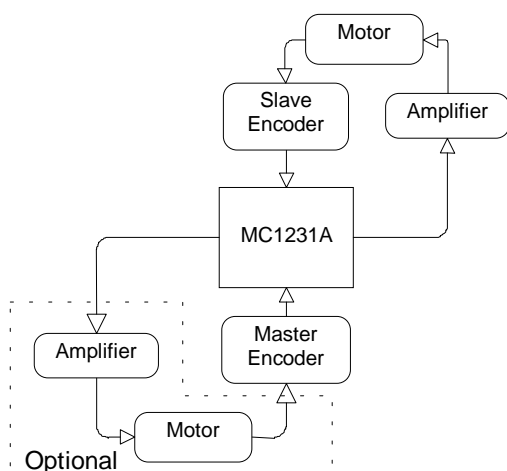 Motor
Slave
Encoder
Amplifier
MC1231A
Master
Encoder
Amplifier
Motor
Optional